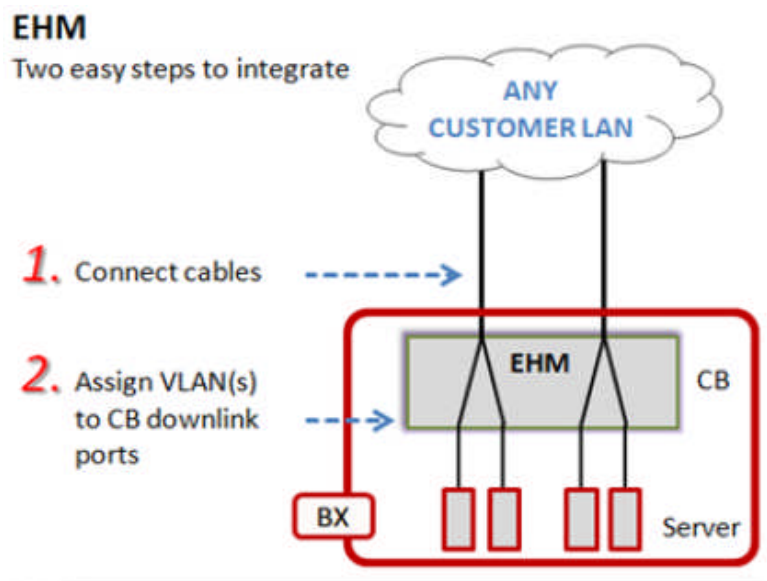 EHM
Two easy steps to integrate
ANY
CUSTOMER LAN
1. Connect cables
EHM
CB
2. Assign VLAN(s)
to CB downlink
ports
BX
Server